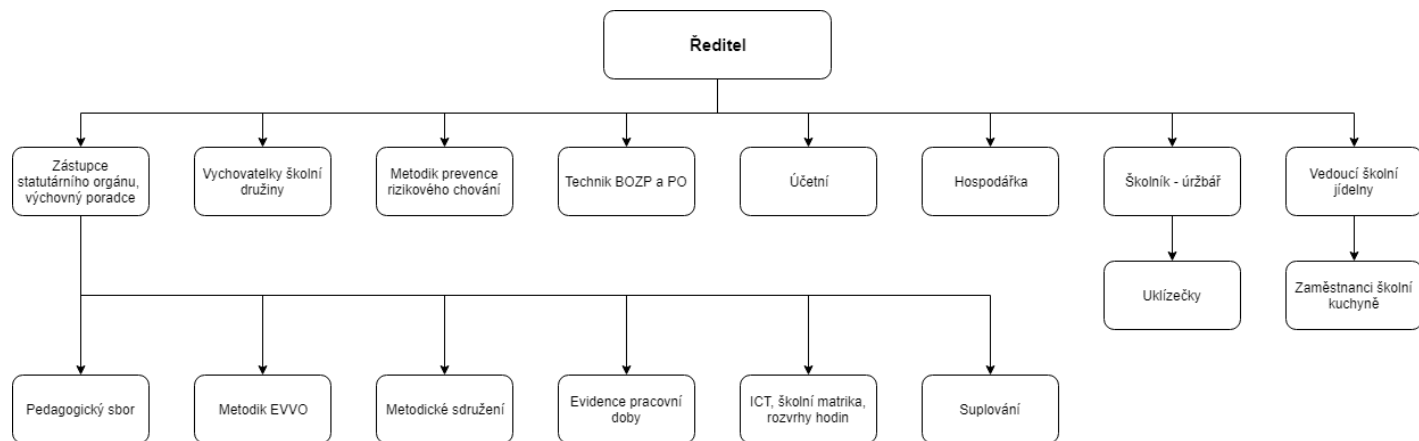 Ředitel
Zástupce
statutárního orgánu,
výchovný poradce
Vychovatelky školní
družiny
Metodik prevence
rizikového chování
Technik BOZP a PO
Účetní
Hospodářka
Školník - úržbář
Vedoucí školní
jídelny
Uklízečky
Zaměstnanci školní
kuchyně
Pedagogický sbor
Metodik EVVO
Metodické sdružení
Evidence pracovní
doby
ICT, školní matrika,
rozvrhy hodin
Suplování